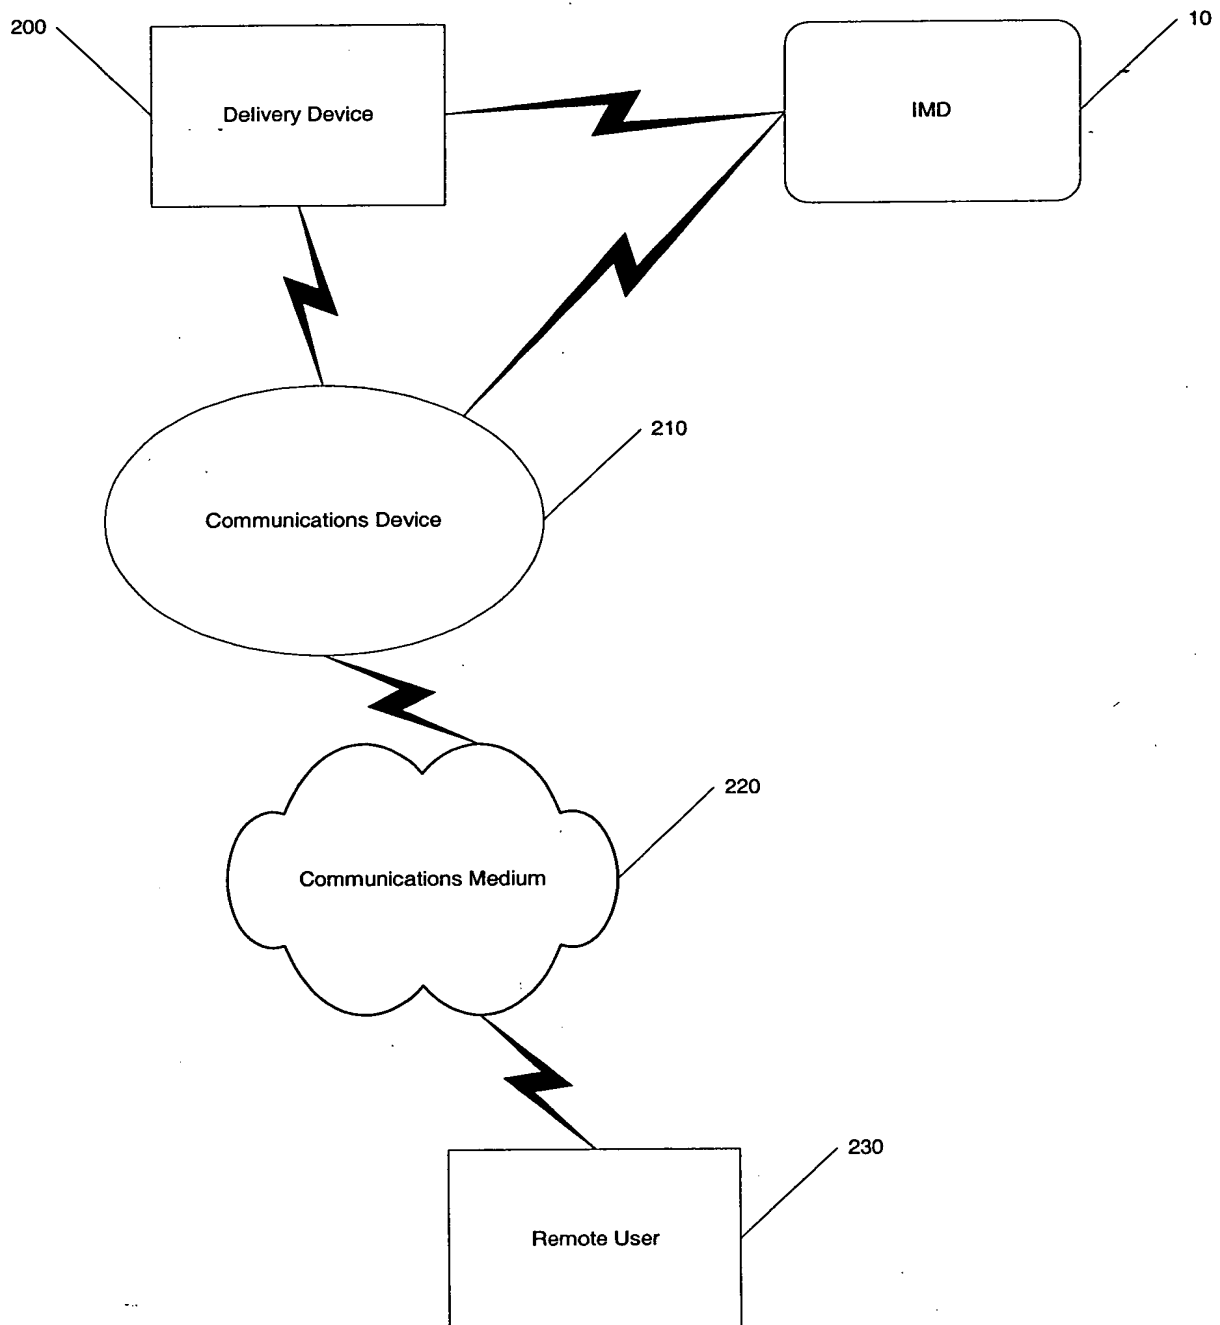 200
Delivery Device
IMD
10
210
Communications Device
220
Communications Medium
230
Remote User